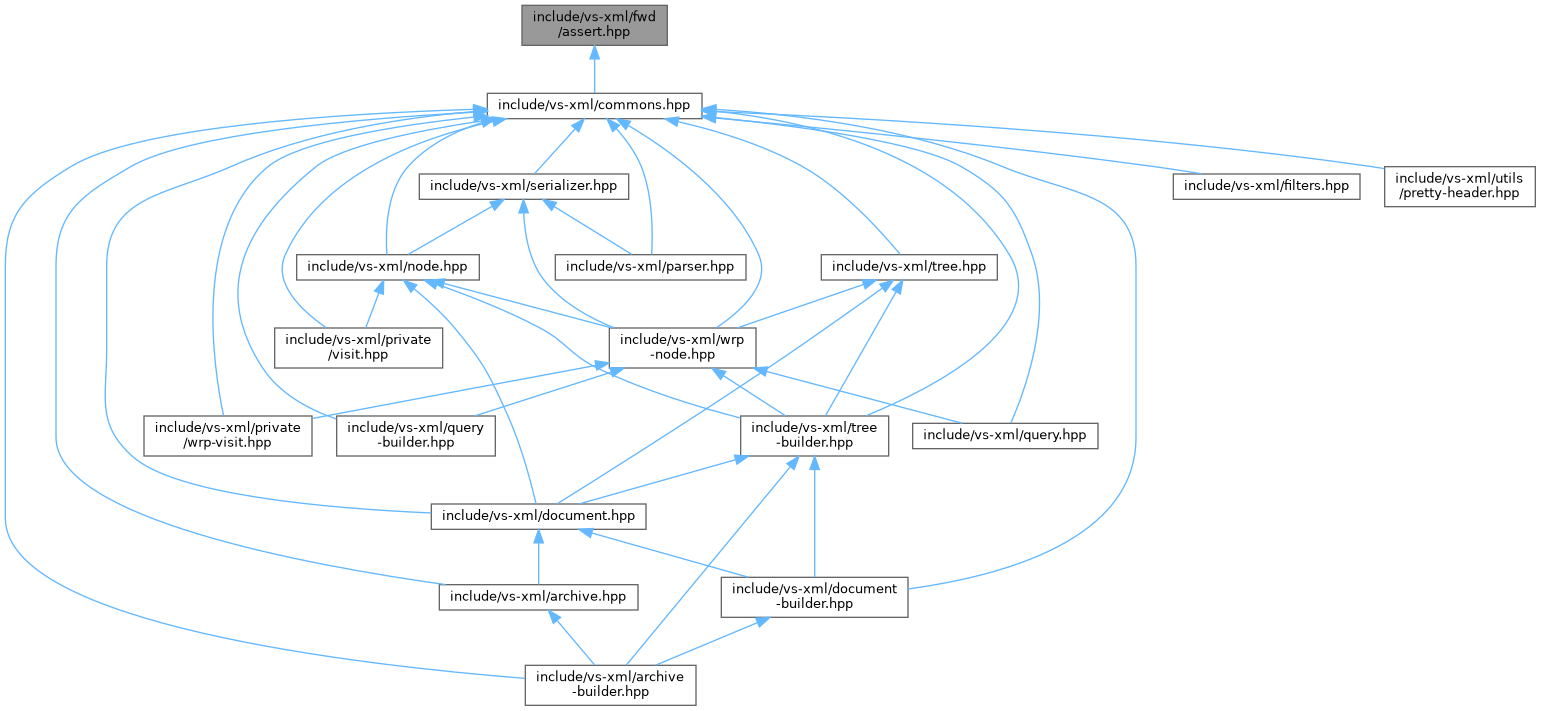 include/vs-xml/fwd
/assert.hpp
include/vs-xml/commons.hpp
include/vs-xml/serializer.hpp
include/vs-xml/filters.hpp
include/vs-xml/utils
/pretty-header.hpp
include/vs-xml/node.hpp
include/vs-xml/parser.hpp
include/vs-xml/tree.hpp
include/vs-xml/private
/visit.hpp
include/vs-xml/wrp
-node.hpp
include/vs-xml/private
/wrp-visit.hpp
include/vs-xml/query
-builder.hpp
include/vs-xml/tree
-builder.hpp
include/vs-xml/query.hpp
include/vs-xml/document.hpp
include/vs-xml/archive.hpp
include/vs-xml/document
-builder.hpp
include/vs-xml/archive
-builder.hpp